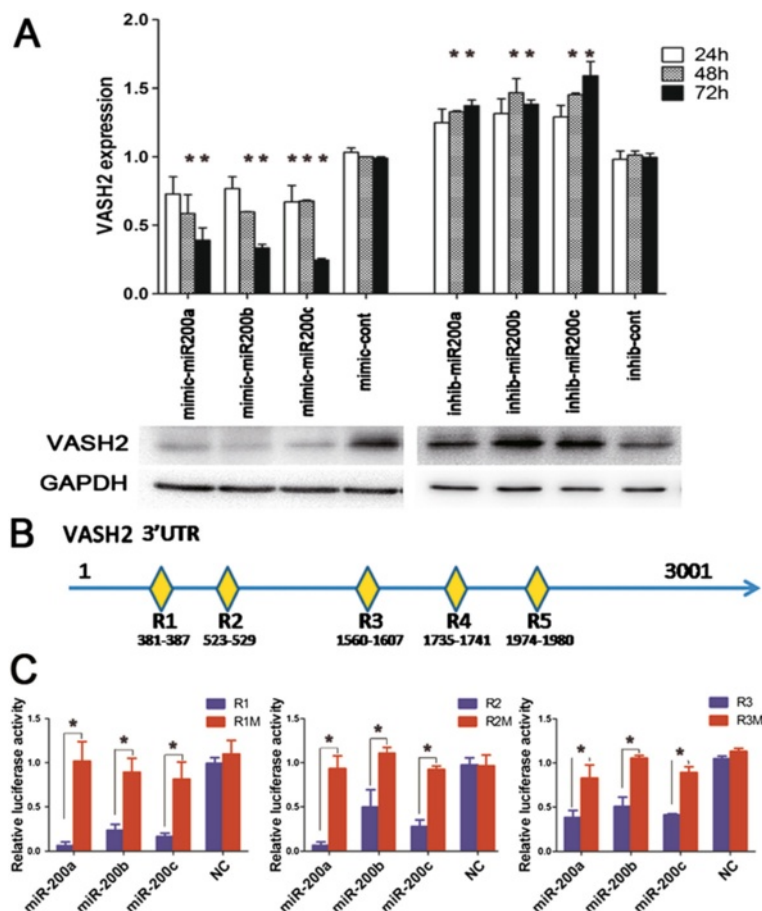 A
VASH2 expression
2.0
1.5
1.0
0.5
0.0
* * * * * * *
* * * * * *
24h
48h
72h
mimic-miR200a
mimic-miR200b
mimic-miR200c
mimic-cont
inhib-miR200a
inhib-miR200b
inhib-miR200c
inhib-cont
VASH2
GAPDH
B
VASH2 3'UTR
1
3001
R1
R2
R3
R4
R5
381-387
523-529
1560-1607
1735-1741
1974-1980
C
Relative luciferase activity
1.5
1.0
0.5
0.0
* * *
R1
R1M
miR-200a
miR-200b
miR-200c
NC
Relative luciferase activity
1.5
1.0
0.5
0.0
* * *
R2
R2M
miR-200a
miR-200b
miR-200c
NC
Relative luciferase activity
1.5
1.0
0.5
0.0
* * *
R3
R3M
miR-200a
miR-200b
miR-200c
NC